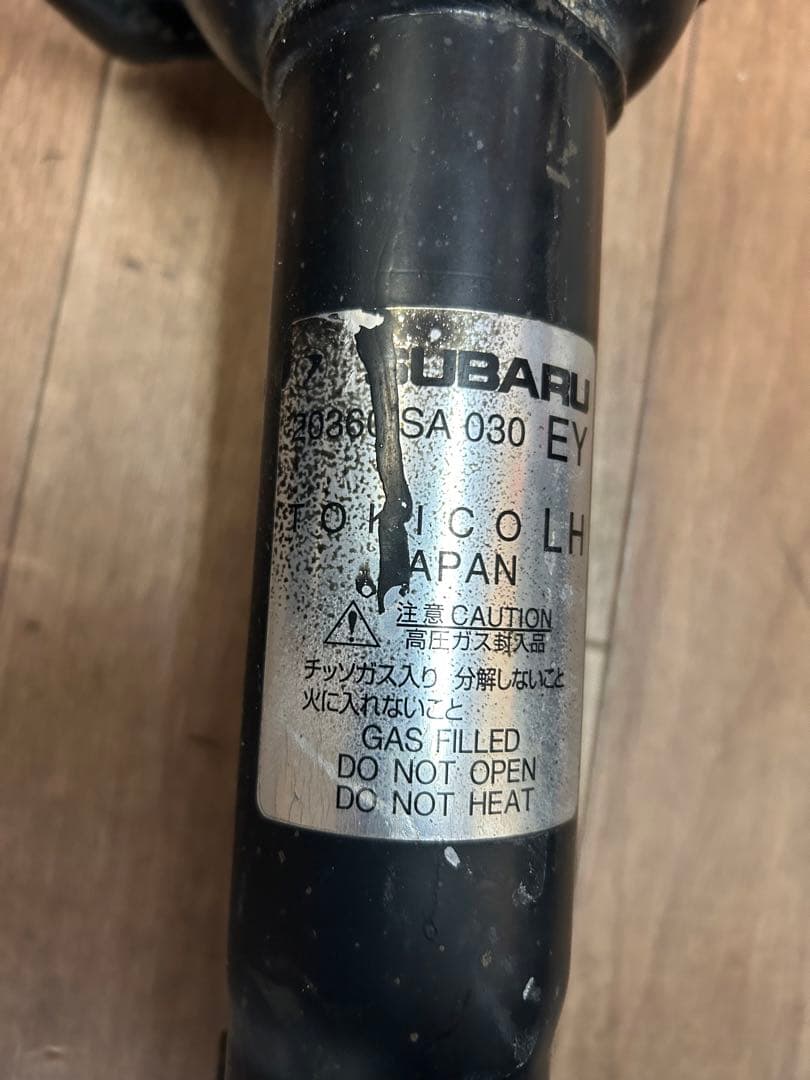 SUBARU
20360 SA 030 EY
TOKICO LH
JAPAN
注意 CAUTION
高圧ガス封入品
チッソガス入り 分解しないこと
火に入れないこと
GAS FILLED
DO NOT OPEN
DO NOT HEAT